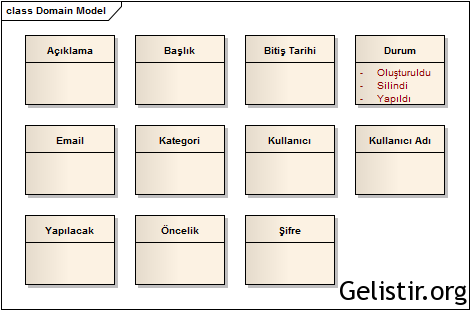 class Domain Model
Açıklama
Başlık
Bitiş Tarihi
Durum
- Oluşturuldu
- Silindi
- Yapıldı
Email
Kategori
Kullanıcı
Kullanıcı Adı
Yapılacak
Öncelik
Şifre
Gelistir.org